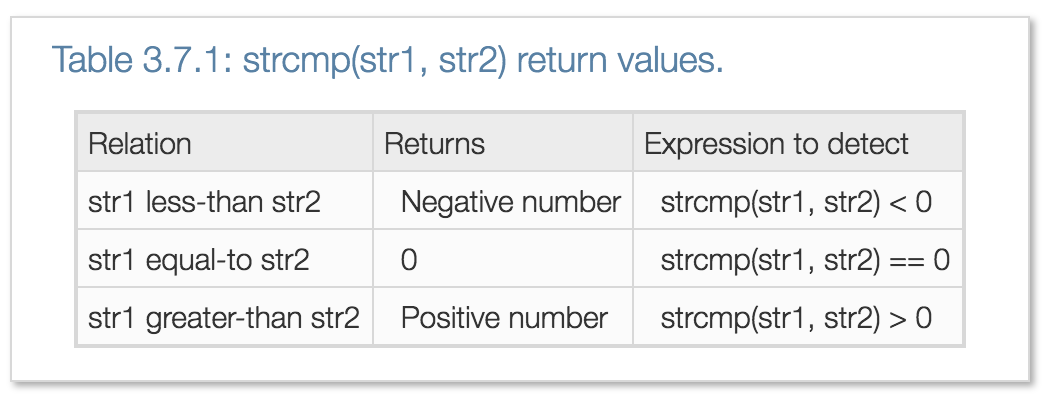 Table 3.7.1: strcmp(str1, str2) return values.
Relation Returns Expression to detect
str1 less-than str2 Negative number strcmp(str1, str2) < 0
str1 equal-to str2 0 strcmp(str1, str2) == 0
str1 greater-than str2 Positive number strcmp(str1, str2) > 0